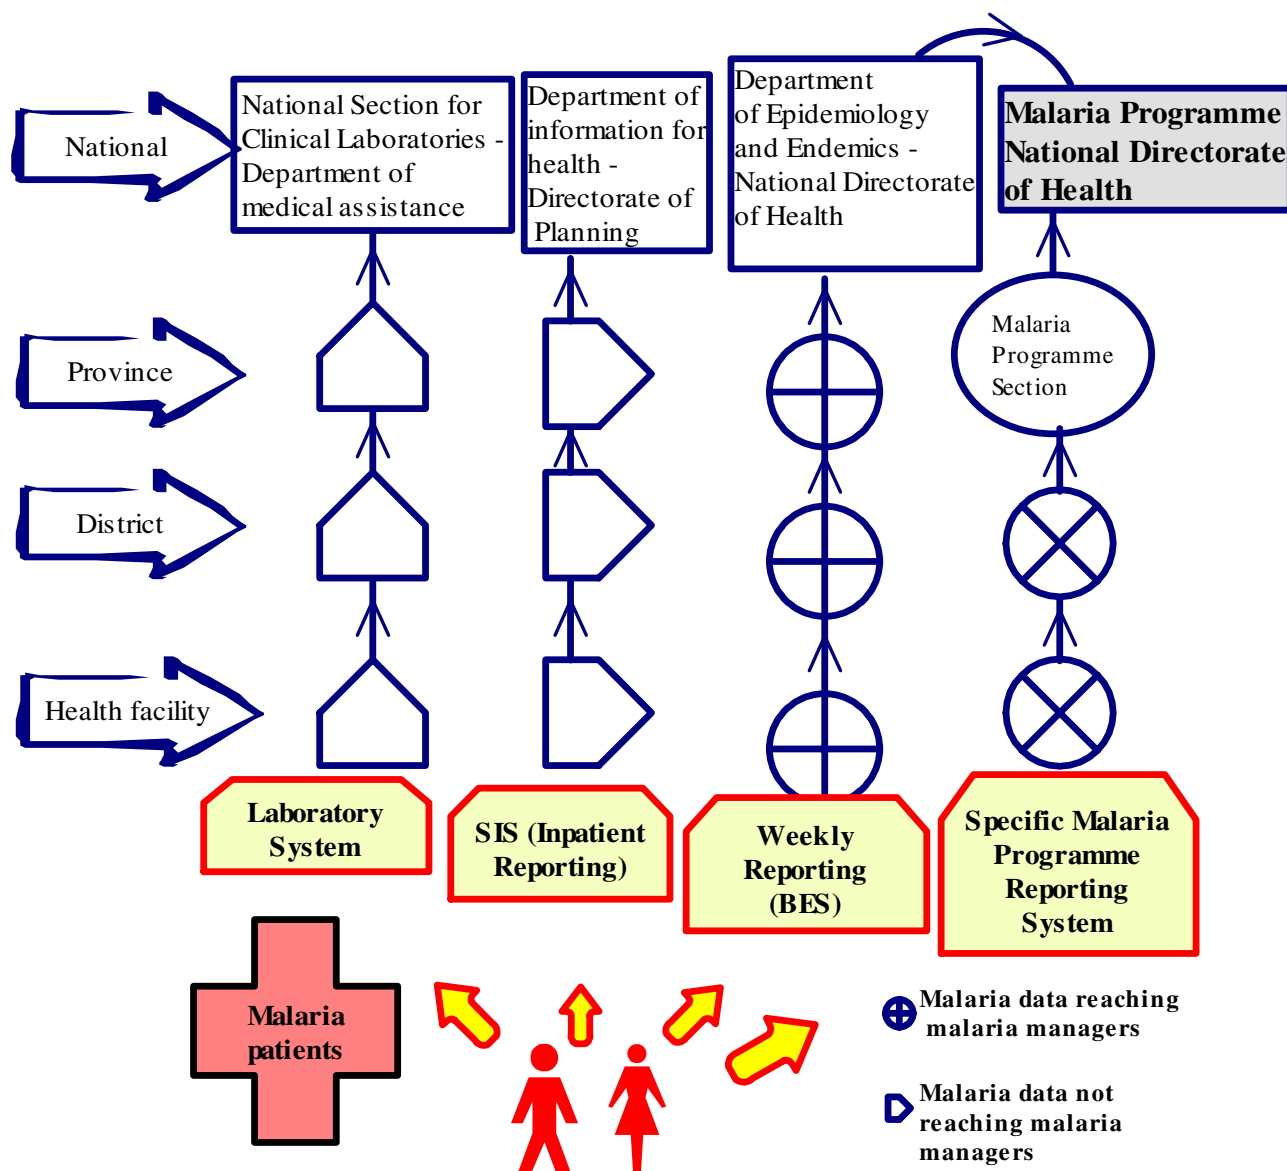 National
National Section for
Clinical Laboratories -
Department of
medical assistance
Department of
information for
health -
Directorate of
Planning
Department
of Epidemiology
and Endemics -
National Directorate
of Health
Malaria Programme
National Directorate
of Health
Province
Malaria
Programme
Section
District
Health facility
Laboratory
System
SIS (Inpatient
Reporting)
Weekly
Reporting
(BES)
Specific Malaria
Programme
Reporting
System
Malaria
patients
Malaria data reaching
malaria managers
Malaria data not
reaching malaria
managers